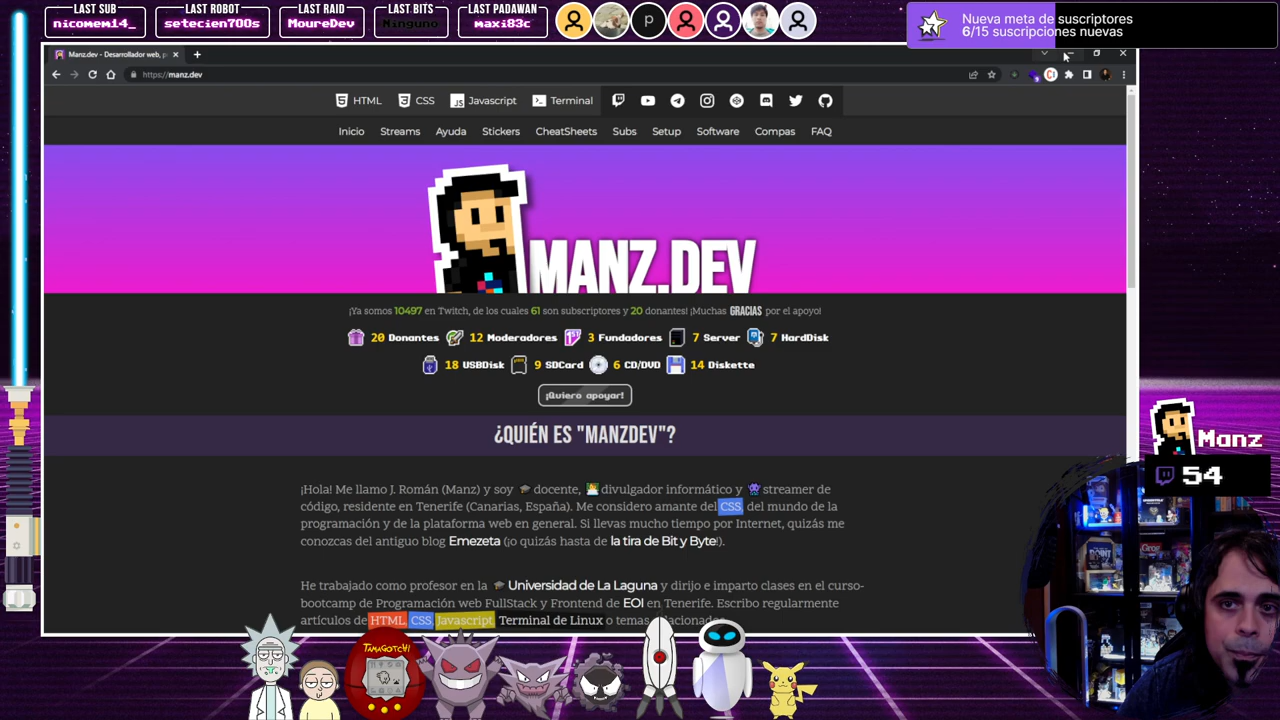 LAST SUB
nicomem14_
LAST ROBOT
setecien700s
LAST RAID
MoureDev
LAST BITS
Ninguno
LAST PADAWAN
maxi83c
p
Nueva meta de suscriptores
6/15 suscripciones nuevas
Manz.dev - Desarrollador web, p
https://manz.dev
HTML CSS Javascript Terminal
Inicio Streams Ayuda Stickers CheatSheets Subs Setup Software Compas FAQ
MANZ.DEV
¡Ya somos 10497 en Twitch, de los cuales 61 son subscriptores y 20 donantes! ¡Muchas GRACIAS por el apoyo!
20 Donantes 12 Moderadores 3 Fundadores 7 Server 7 HardDisk
18 USBDisk 9 SDCard 6 CD/DVD 14 Diskette
¡Quiero apoyar!
¿QUIÉN ES "MANZDEV"?
¡Hola! Me llamo J. Román (Manz) y soy docente, divulgador informático y streamer de
código, residente en Tenerife (Canarias, España). Me considero amante del CSS, del mundo de la
programación y de la plataforma web en general. Si llevas mucho tiempo por Internet, quizás me
conozcas del antiguo blog Emezeta (¡o quizás hasta de la tira de Bit y Byte!).
He trabajado como profesor en la Universidad de La Laguna y dirijo e imparto clases en el curso-
bootcamp de Programación web FullStack y Frontend de EOI en Tenerife. Escribo regularmente
artículos de HTML CSS Javascript Terminal de Linux o temas relacionados
TAMAGOTCHI
Manz
54